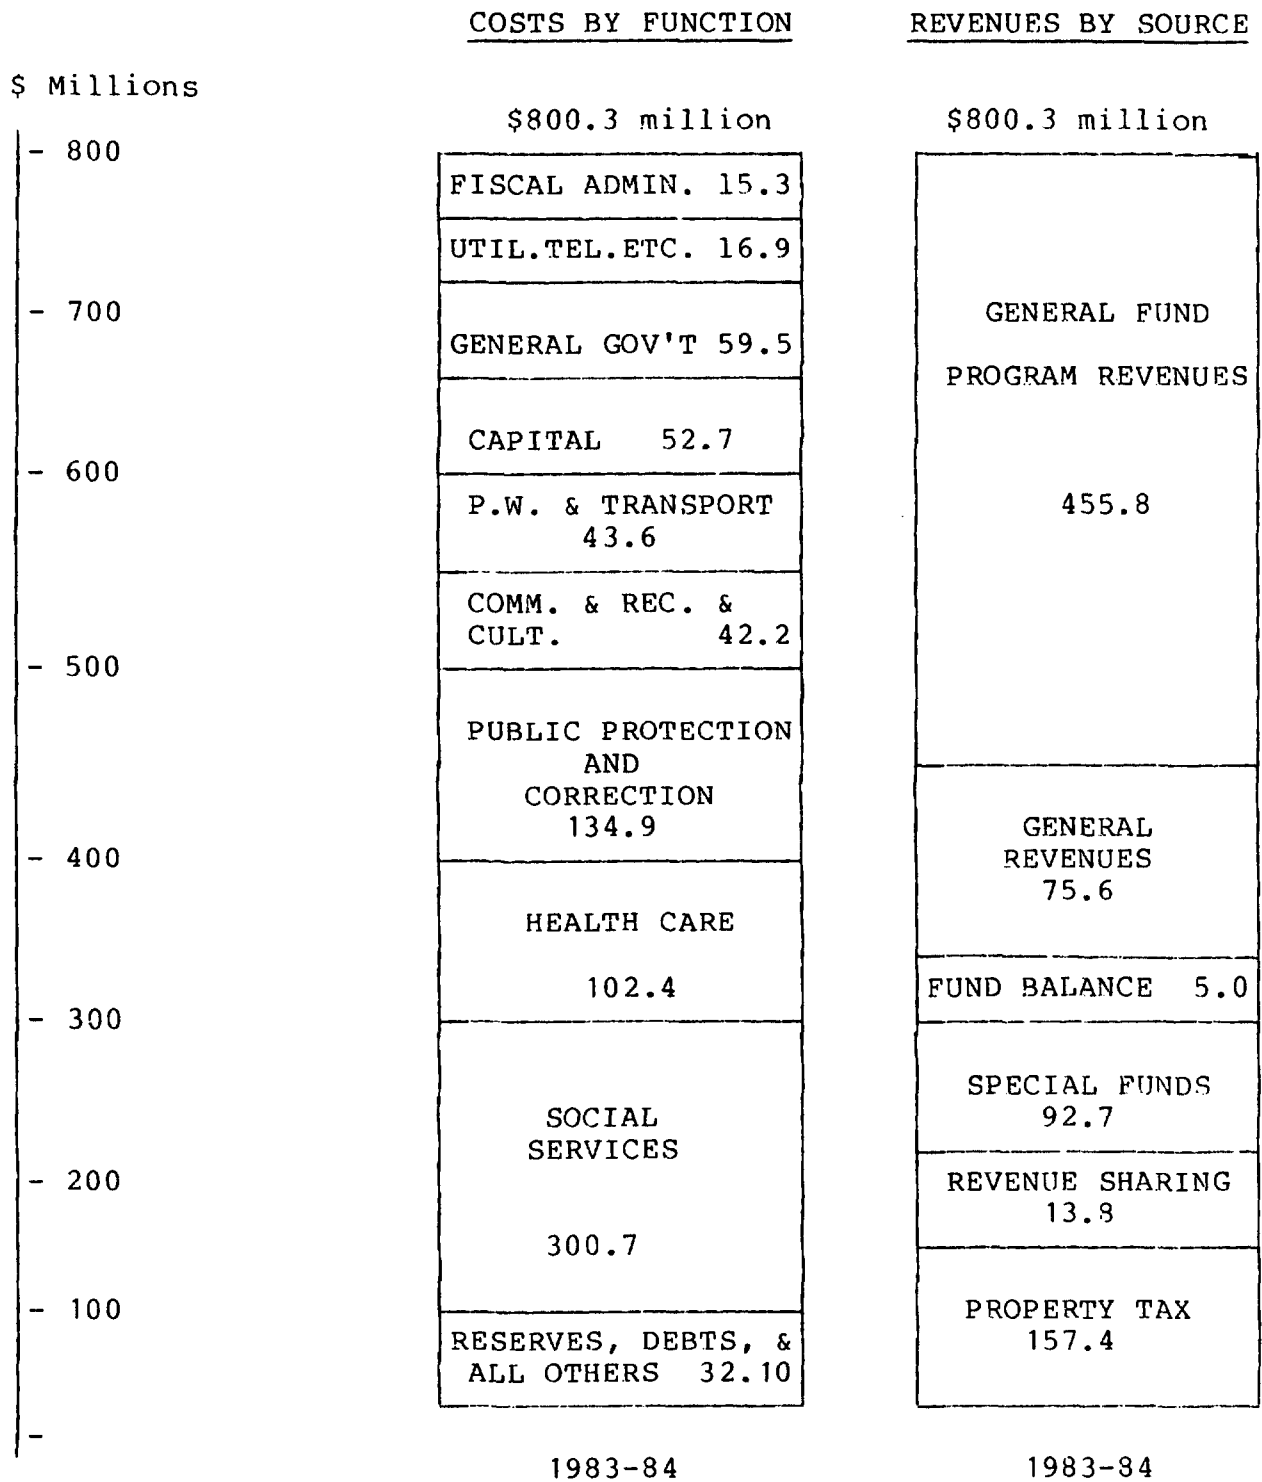 COSTS BY FUNCTION
REVENUES BY SOURCE
$ Millions
$800.3 million
$800.3 million
- 800
- 700
- 600
- 500
- 400
- 300
- 200
- 100
-
FISCAL ADMIN. 15.3
UTIL.TEL.ETC. 16.9
GENERAL GOV'T 59.5
CAPITAL 52.7
P.W. & TRANSPORT
43.6
COMM. & REC. &
CULT. 42.2
PUBLIC PROTECTION
AND
CORRECTION
134.9
HEALTH CARE
102.4
SOCIAL
SERVICES
300.7
RESERVES, DEBTS, &
ALL OTHERS 32.10
1983-84
GENERAL FUND
PROGRAM REVENUES
455.8
GENERAL
REVENUES
75.6
FUND BALANCE 5.0
SPECIAL FUNDS
92.7
REVENUE SHARING
13.8
PROPERTY TAX
157.4
1983-84